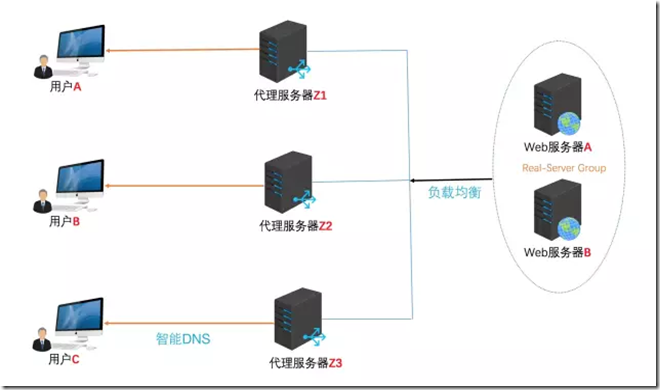 用户A
代理服务器Z1
Web服务器A
Real-Server Group
负载均衡
用户B
代理服务器Z2
Web服务器B
智能DNS
用户C
代理服务器Z3